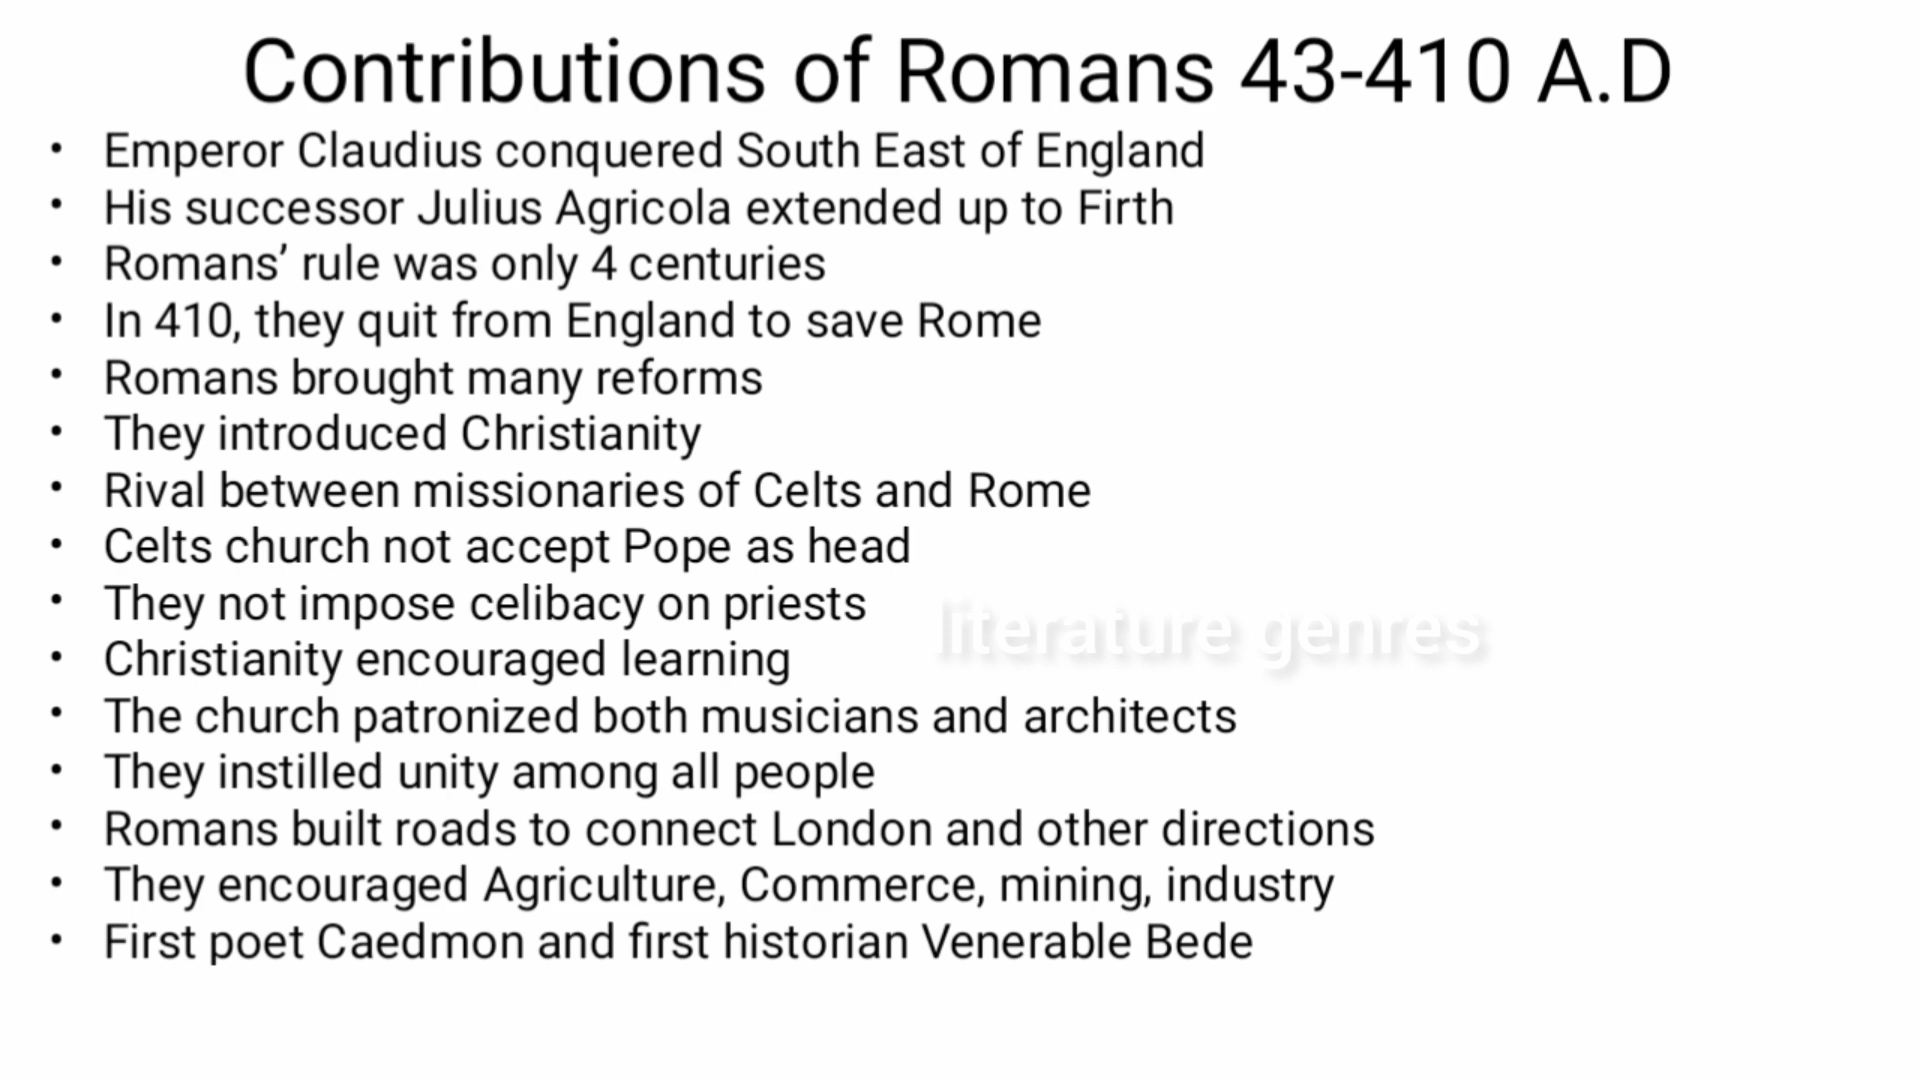 Contributions of Romans 43-410 A.D
• Emperor Claudius conquered South East of England
• His successor Julius Agricola extended up to Firth
• Romans’ rule was only 4 centuries
• In 410, they quit from England to save Rome
• Romans brought many reforms
• They introduced Christianity
• Rival between missionaries of Celts and Rome
• Celts church not accept Pope as head
• They not impose celibacy on priests
literature genres
• Christianity encouraged learning
• The church patronized both musicians and architects
• They instilled unity among all people
• Romans built roads to connect London and other directions
• They encouraged Agriculture, Commerce, mining, industry
• First poet Caedmon and first historian Venerable Bede